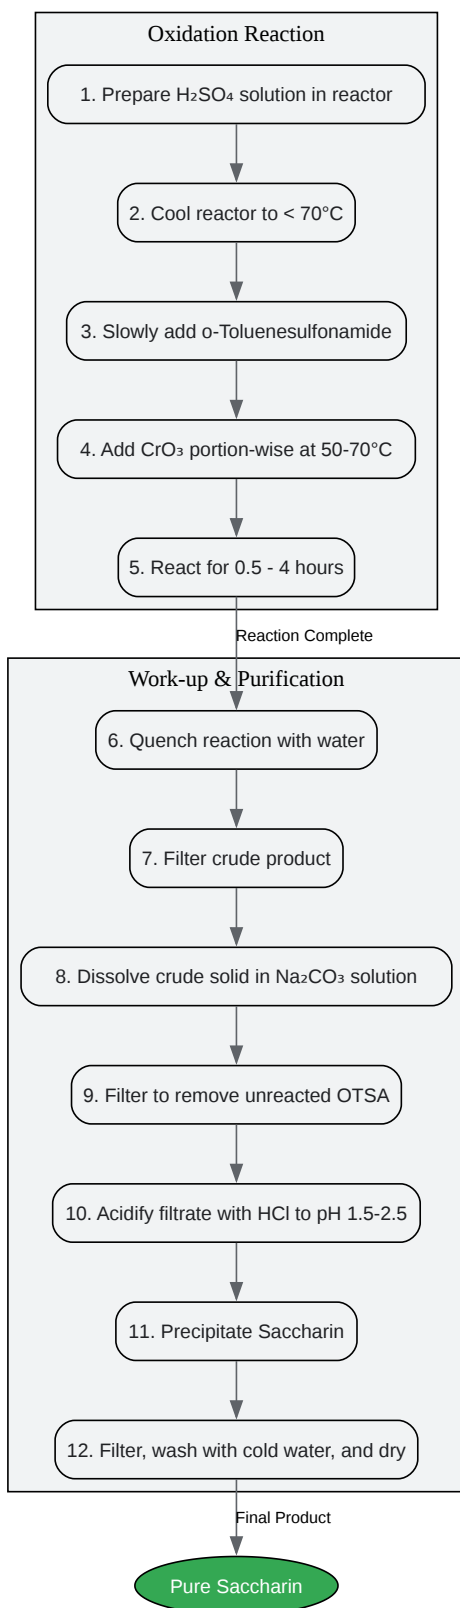 Oxidation Reaction
1. Prepare H₂SO₄ solution in reactor
2. Cool reactor to < 70°C
3. Slowly add o-Toluenesulfonamide
4. Add CrO₃ portion-wise at 50-70°C
5. React for 0.5 - 4 hours
Reaction Complete
Work-up & Purification
6. Quench reaction with water
7. Filter crude product
8. Dissolve crude solid in Na₂CO₃ solution
9. Filter to remove unreacted OTSA
10. Acidify filtrate with HCl to pH 1.5-2.5
11. Precipitate Saccharin
12. Filter, wash with cold water, and dry
Final Product
Pure Saccharin